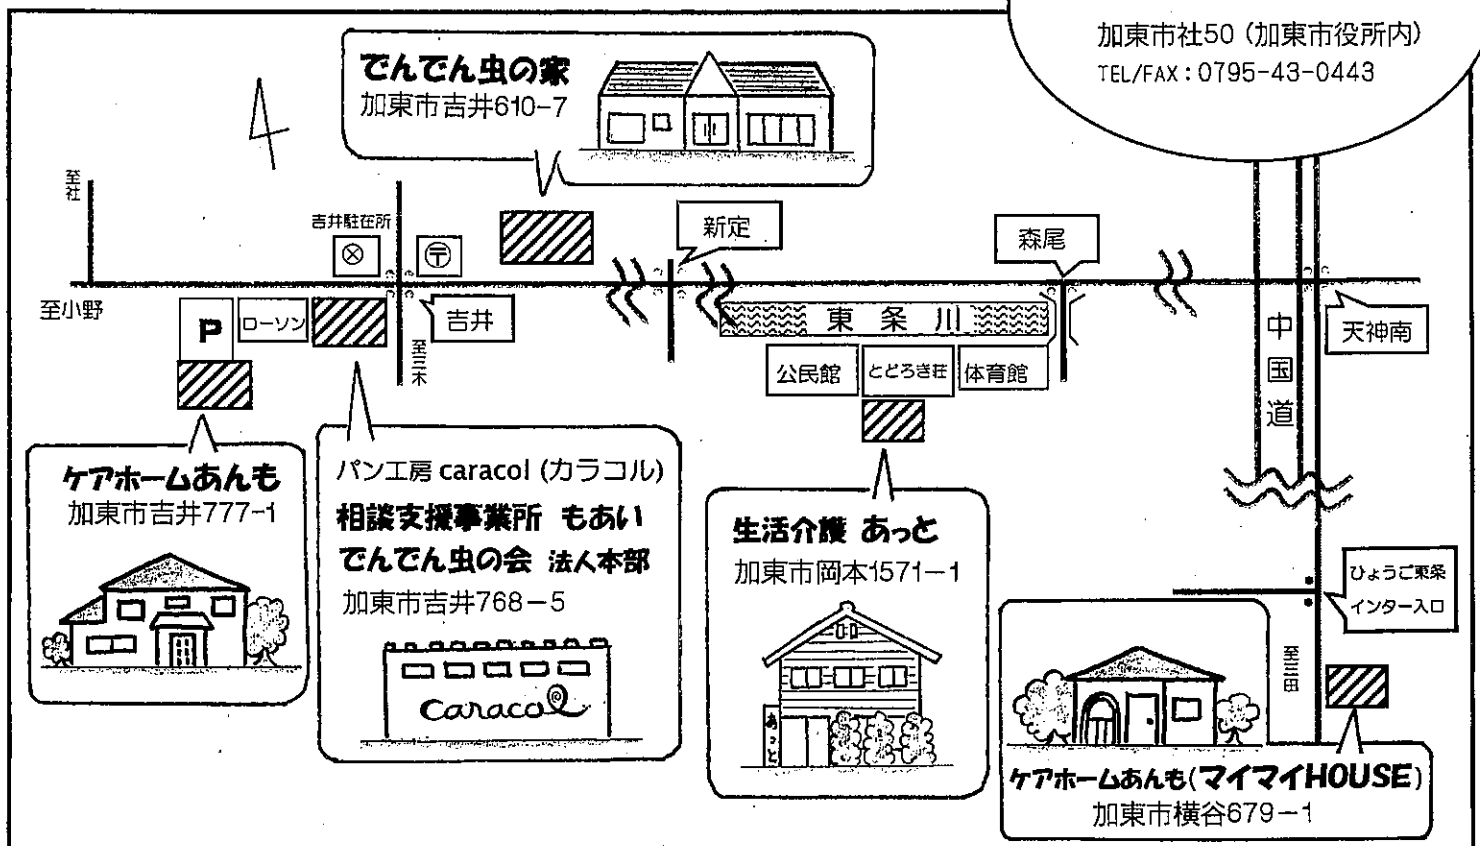 加東市社50 (加東市役所内)
TEL/FAX : 0795-43-0443
でんでん虫の家
加東市吉井610-7
至社
吉井駐在所
〒
新定
森尾
至小野
P
ローソン
吉井
至三木
東条川
公民館
とどろき荘
体育館
中国道
天神南
ケアホームあんも
加東市吉井777-1
パン工房 caracol (カラコル)
相談支援事業所 もあい
でんでん虫の会 法人本部
加東市吉井768-5
caracol
生活介護 あっと
加東市岡本1571-1
あっと
ひょうご東条
インター入口
至三田
ケアホームあんも(マイマイHOUSE)
加東市横谷679-1